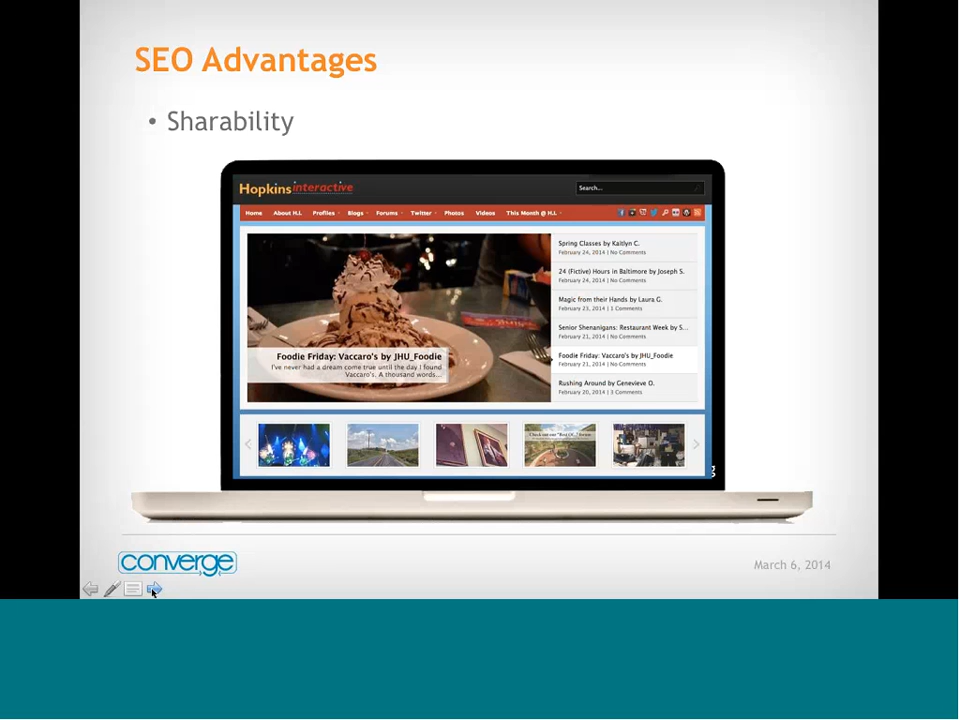 SEO Advantages
• Sharability
Hopkins interactive
Search...
Home About H.I. Profiles Blogs Forums Twitter Photos Videos This Month @ H.I.
Spring Classes by Kaitlyn C.
February 24, 2014 | No Comments
24 (Fictive) Hours in Baltimore by Joseph S.
February 24, 2014 | No Comments
Magic from their Hands by Laura G.
February 23, 2014 | 1 Comments
Senior Shenanigans: Restaurant Week by S...
February 21, 2014 | No Comments
Foodie Friday: Vaccaro's by JHU_Foodie
February 21, 2014 | No Comments
Rushing Around by Genevieve O.
February 20, 2014 | 3 Comments
Foodie Friday: Vaccaro's by JHU_Foodie
I've never had a dream come true until the day I found
Vaccaro's. A thousand words...
converge
March 6, 2014